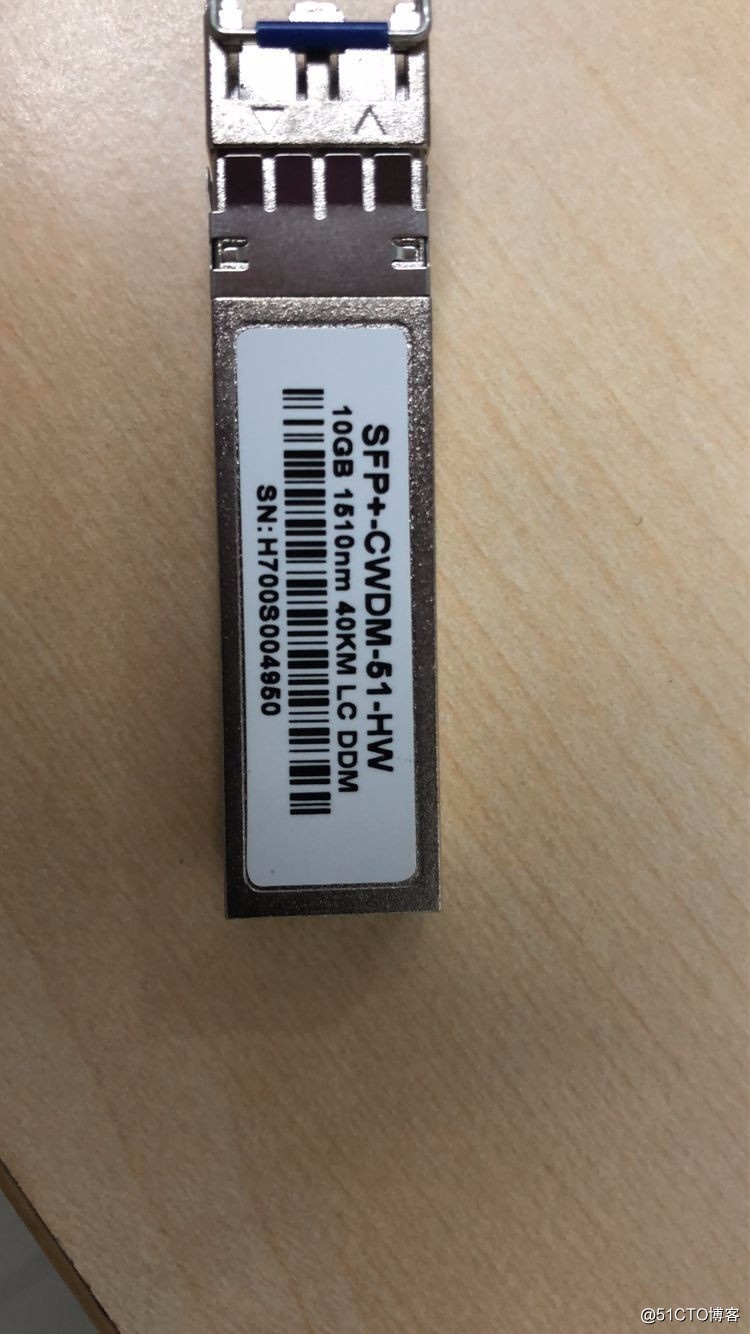 SFP+-CWDM-51-HW
10GB 1510nm 40KM LC DDM
SN:H700S004950
@51CTO博客